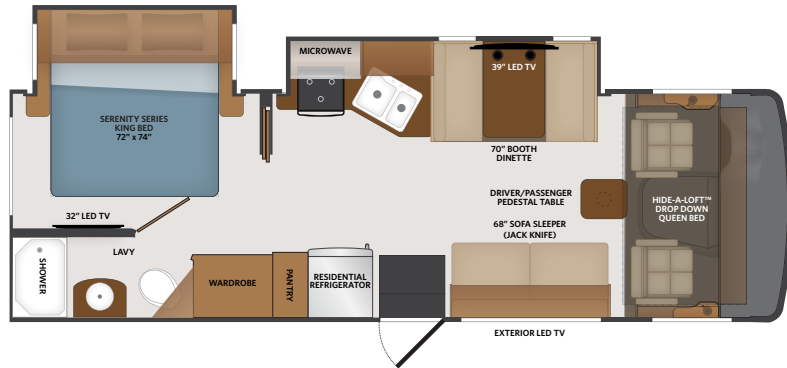 MICROWAVE
39" LED TV
SERENITY SERIES
KING BED
72" x 74"
70" BOOTH
DINETTE
DRIVER/PASSENGER
PEDESTAL TABLE
HIDE-A-LOFT™
DROP DOWN
QUEEN BED
32" LED TV
68" SOFA SLEEPER
(JACK KNIFE)
LAVY
SHOWER
WARDROBE
PANTRY
RESIDENTIAL
REFRIGERATOR
EXTERIOR LED TV